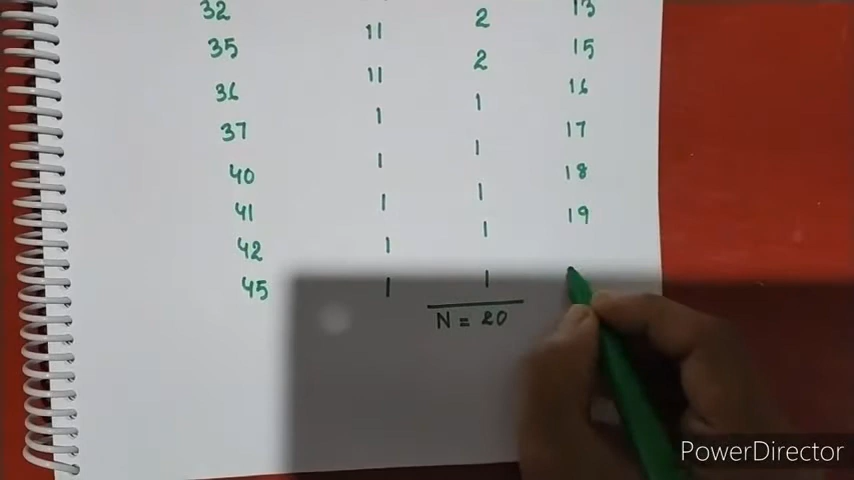 32
35 11 2 13
36 11 2 15
37 1 1 16
40 1 1 17
41 1 1 18
42 1 1 19
45 1 1
N = 20
PowerDirector